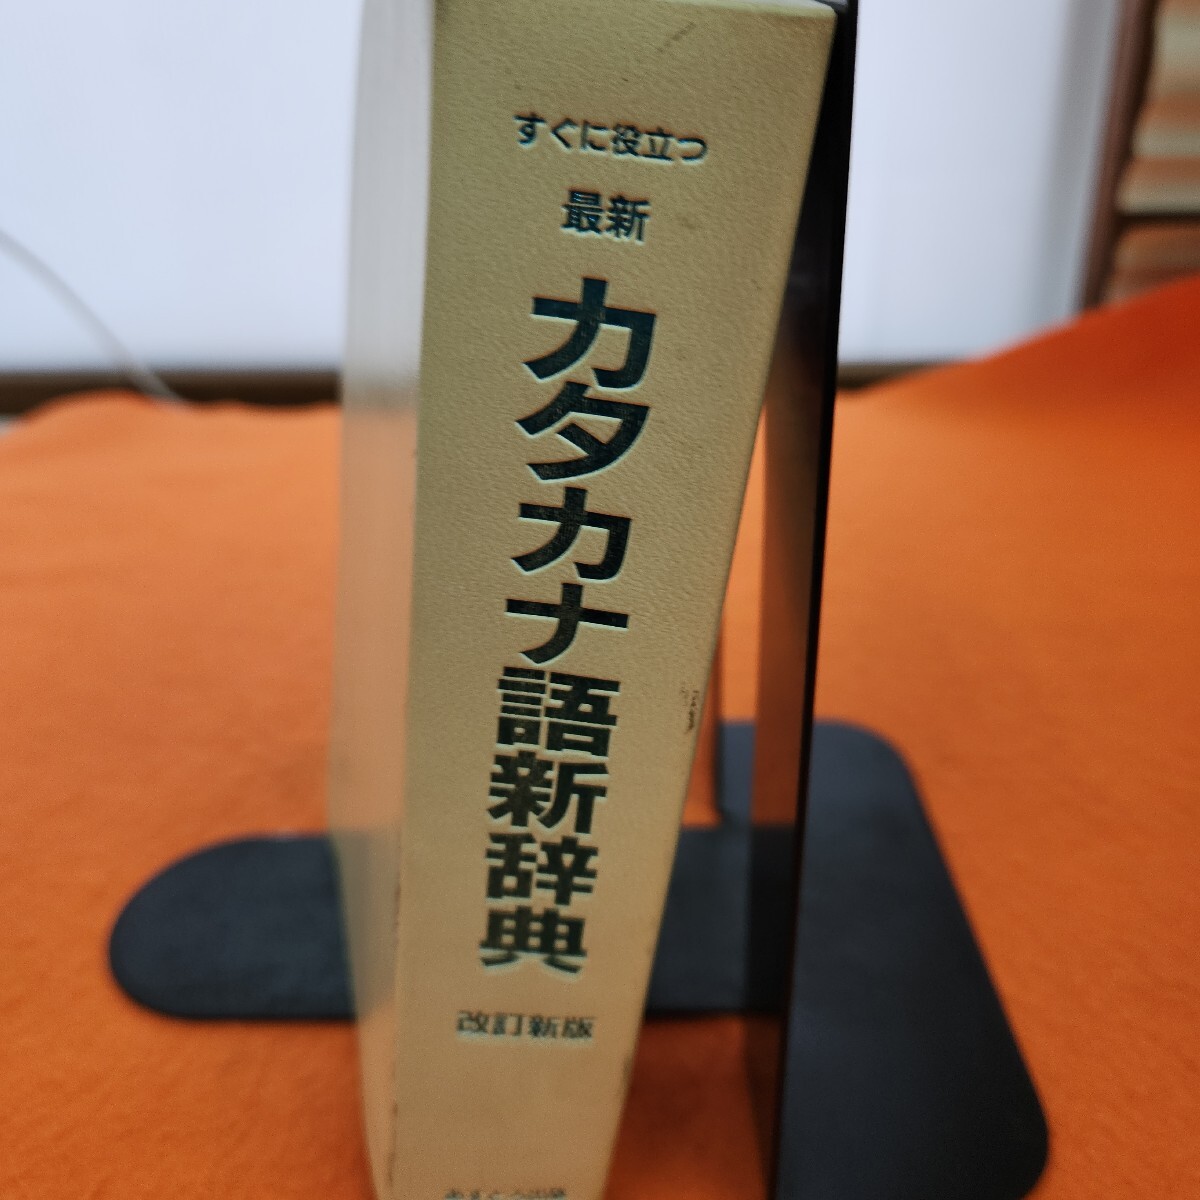 すぐに役立つ
最新
カタカナ語新辞典
改訂新版